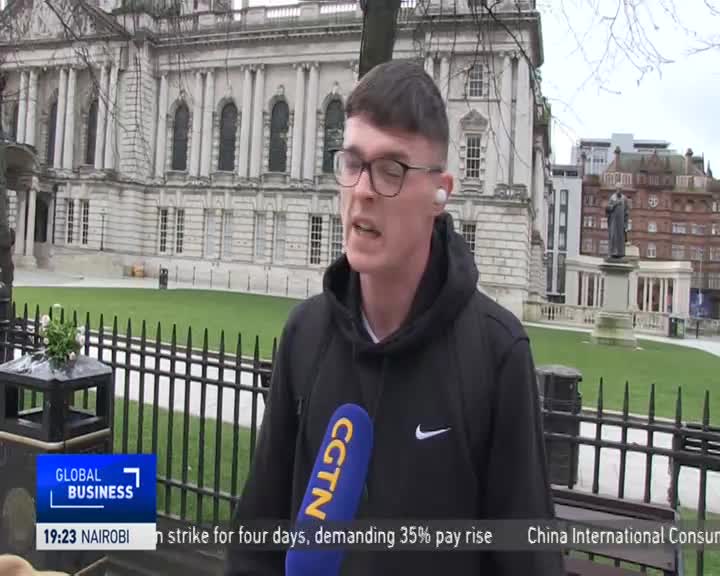 CGTN
GLOBAL
BUSINESS
19:23 NAIROBI
n strike for four days, demanding 35% pay rise China International Consu